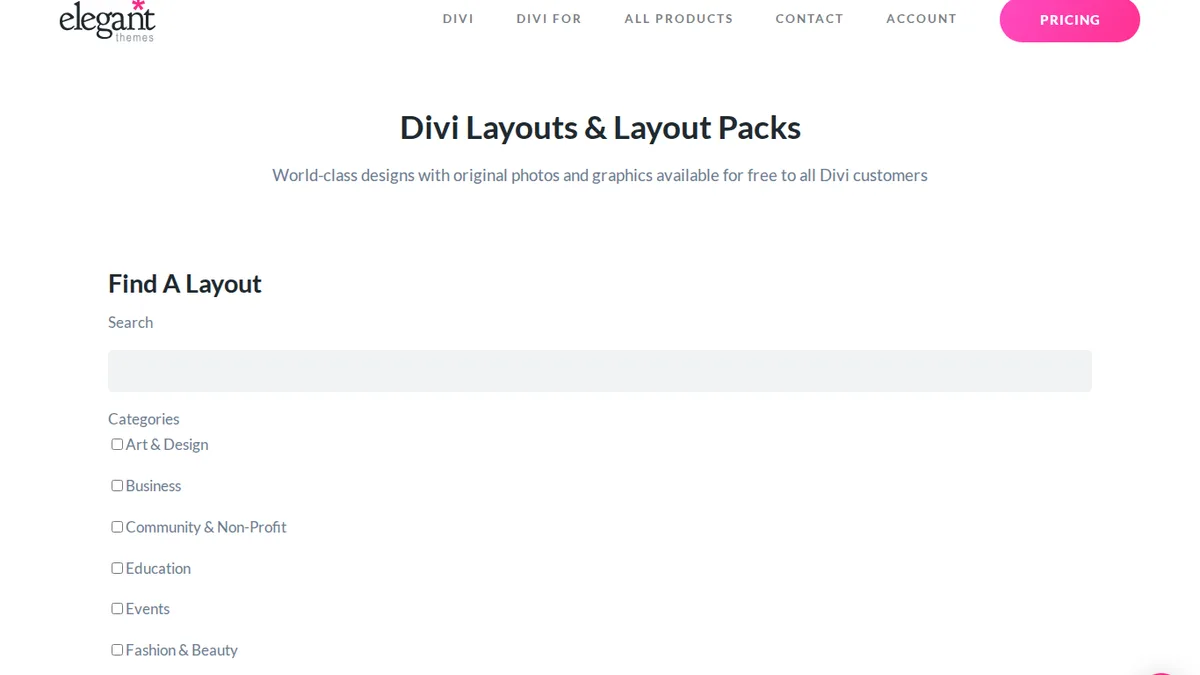 elegant
themes
DIVI DIVI FOR ALL PRODUCTS CONTACT ACCOUNT PRICING
Divi Layouts & Layout Packs
World-class designs with original photos and graphics available for free to all Divi customers
Find A Layout
Search
Categories
Art & Design
Business
Community & Non-Profit
Education
Events
Fashion & Beauty